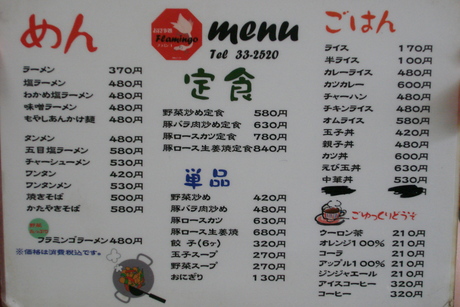 めん
ラーメン 370円
塩ラーメン 480円
わかめ塩ラーメン 480円
味噌ラーメン 480円
もやしあんかけ麺 480円
タンメン 480円
五目塩ラーメン 580円
チャーシューメン 530円
ワンタン 420円
ワンタンメン 530円
焼きそば 500円
かたやきそば 580円
フラミンゴラーメン 480円
※価格は消費税込です。
Flamingo
menu
Tel 33-2520
定食
野菜炒め定食 580円
豚バラ肉炒め定食 630円
豚ロースカツ定食 780円
豚ロース生姜焼定食 840円
単品
野菜炒め 420円
豚バラ肉炒め 480円
豚ロースカツ 630円
豚ロース生姜焼 680円
餃子(6ヶ) 320円
玉子スープ 270円
野菜スープ 270円
おにぎり 130円
ごはん
ライス 170円
半ライス 100円
カレーライス 480円
カツカレー 600円
チャーハン 480円
チキンライス 480円
オムライス 580円
玉子丼 420円
親子丼 480円
カツ丼 600円
えび玉丼 630円
中華丼 530円
ごゆっくりどうぞ
ウーロン茶 210円
オレンジ100% 210円
コーラ 210円
アップル100% 210円
ジンジャエール 210円
アイスコーヒー 320円
コーヒー 320円